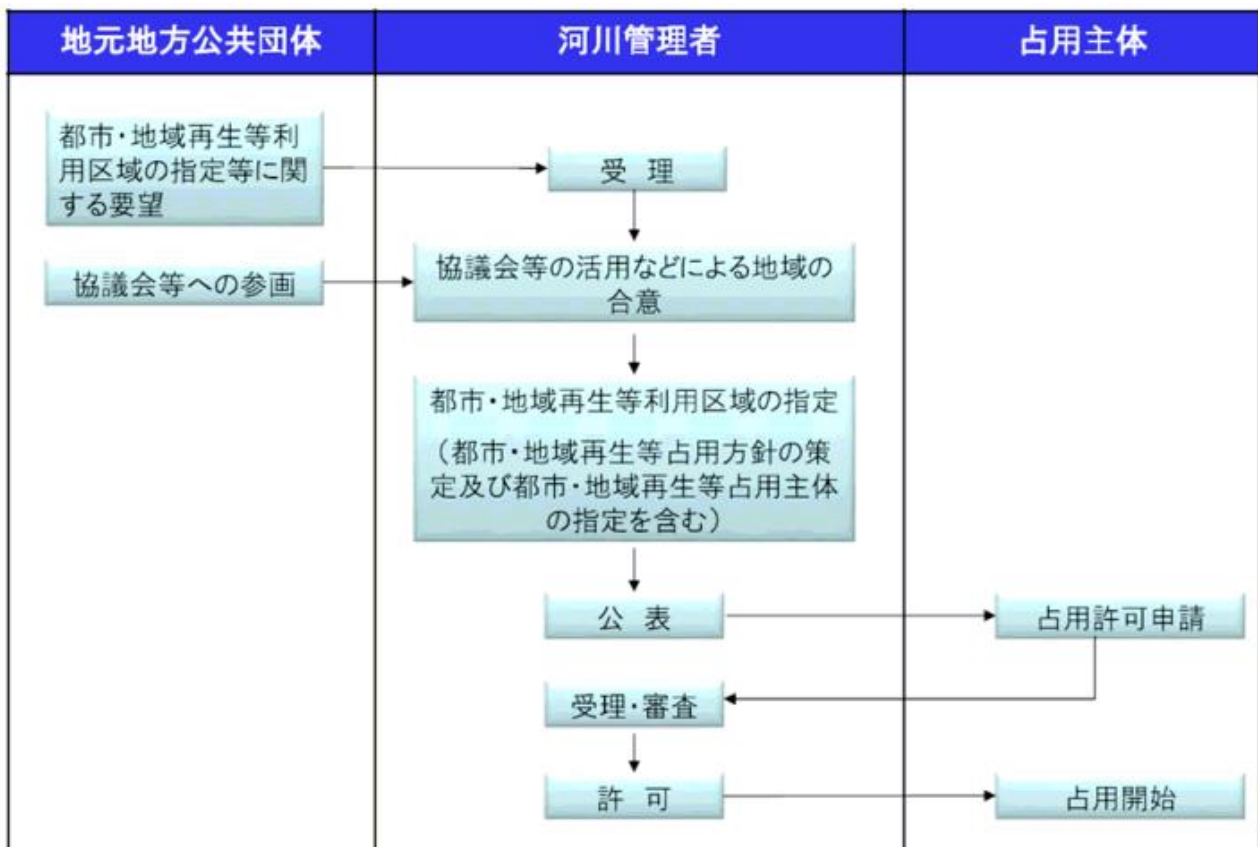 地元地方公共団体
河川管理者
占用主体
都市・地域再生等利
用区域の指定等に関
する要望
受 理
協議会等への参画
協議会等の活用などによる地域の
合意
都市・地域再生等利用区域の指定
（都市・地域再生等占用方針の策
定及び都市・地域再生等占用主体
の指定を含む）
公 表
占用許可申請
受理・審査
許 可
占用開始